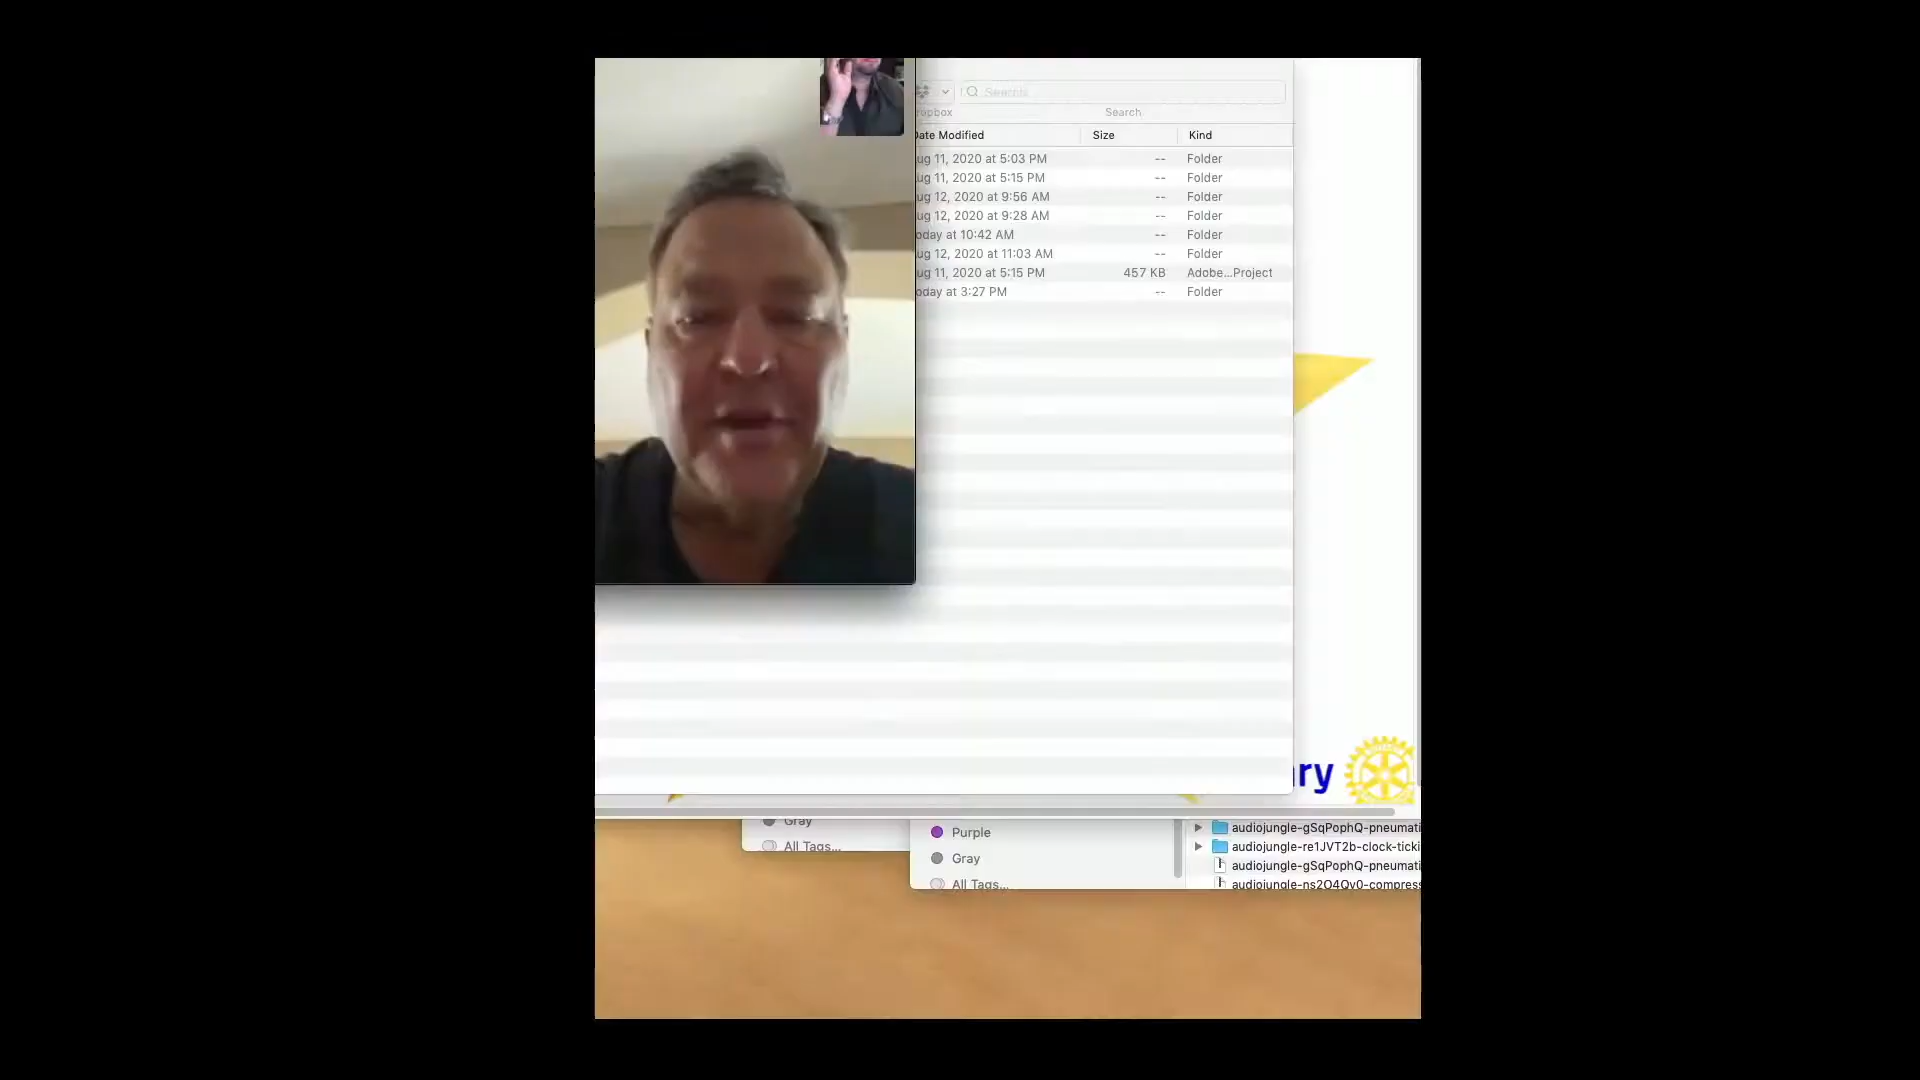 Search
Search
Date Modified Size Kind
ug 11, 2020 at 5:03 PM -- Folder
ug 11, 2020 at 5:15 PM -- Folder
ug 12, 2020 at 9:56 AM -- Folder
ug 12, 2020 at 9:28 AM -- Folder
oday at 10:42 AM -- Folder
ug 12, 2020 at 11:03 AM -- Folder
ug 11, 2020 at 5:15 PM 457 KB Adobe...Project
oday at 3:27 PM -- Folder
ry
Gray
All Tags...
Purple
Gray
All Tags...
audiojungle-gSqPophQ-pneumati
audiojungle-re1JVT2b-clock-ticki
audiojungle-gSqPophQ-pneumati
audiojungle-ns2O4Qv0-compress